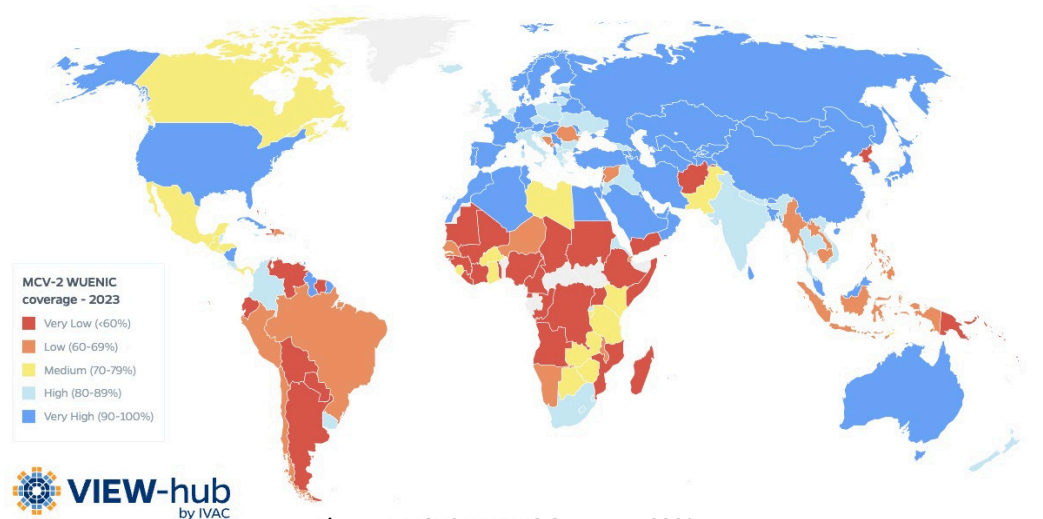 MCV-2 WUENIC
coverage - 2023
Very Low (<60%)
Low (60-69%)
Medium (70-79%)
High (80-89%)
Very High (90-100%)
VIEW-hub
by IVAC